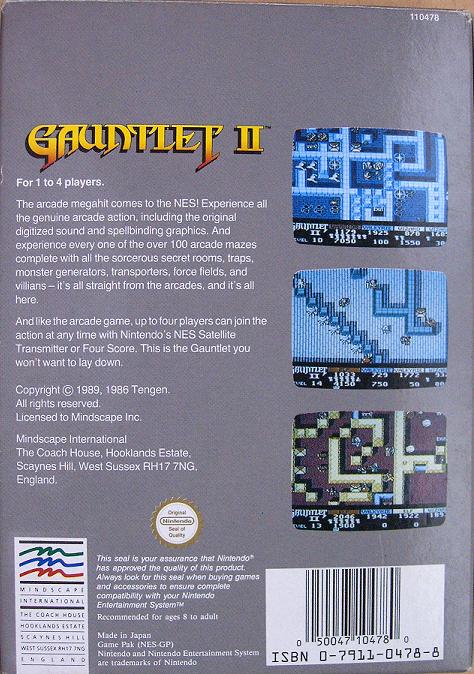 110478
GAUNTLET II™
For 1 to 4 players.
The arcade megahit comes to the NES! Experience all
the genuine arcade action, including the original
digitized sound and spellbinding graphics. And
experience every one of the over 100 arcade mazes
complete with all the sorcerous secret rooms, traps,
monster generators, transporters, force fields, and
villians – it's all straight from the arcades, and it's all
here.
And like the arcade game, up to four players can join the
action at any time with Nintendo's NES Satellite
Transmitter or Four Score. This is the Gauntlet you
won't want to lay down.
Copyright © 1989, 1986 Tengen.
All rights reserved.
Licensed to Mindscape Inc.
Mindscape International
The Coach House, Hooklands Estate,
Scaynes Hill, West Sussex RH17 7NG,
England.
Original
Nintendo
Seal of
Quality
MINDSCAPE
INTERNATIONAL
THE COACH HOUSE
HOOKLANDS ESTATE
SCAYNES HILL
WEST SUSSEX RH17 7NG
ENGLAND
This seal is your assurance that Nintendo®
has approved the quality of this product.
Always look for this seal when buying games
and accessories to ensure complete
compatibility with your Nintendo
Entertainment System™
Recommended for ages 8 to adult
Made in Japan
Game Pak (NES-GP)
Nintendo and Nintendo Entertainment System
are trademarks of Nintendo
0 50047 10478 0
ISBN 0-7911-0478-8